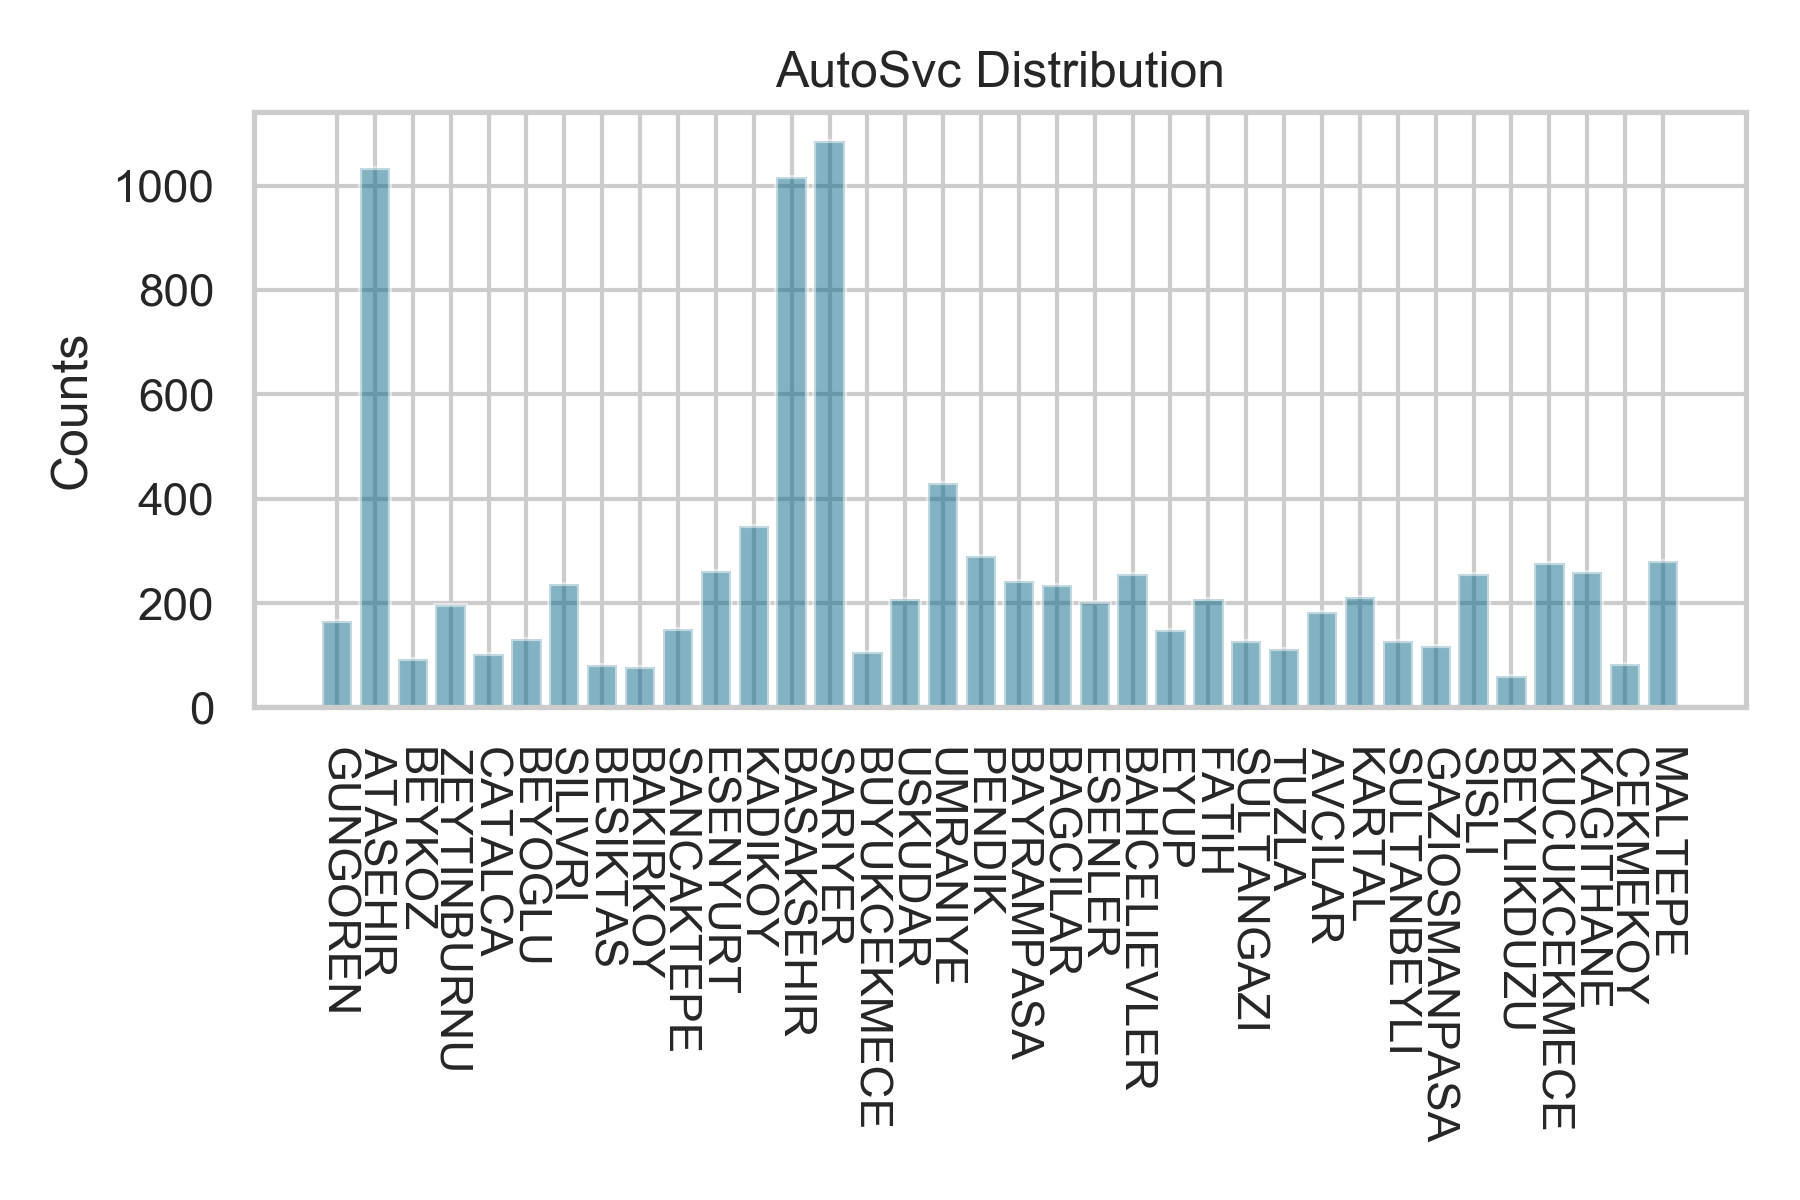 AutoSvc Distribution
Counts
1000
800
600
400
200
0
GUNGOREN
ATASEHIR
BEYKOZ
ZEYTINBURNU
CATALCA
BEYOGLU
SILIVRI
BESIKTAS
BAKIRKOY
SANCAKTEPE
ESENYURT
KADIKOY
BASAKSEHIR
SARIYER
BUYUKCEKMECE
USKUDAR
UMRANIYE
PENDIK
BAYRAMPASA
BAGCILAR
ESENLER
BAHCELIEVLER
EYUP
FATIH
SULTANGAZI
TUZLA
AVCILAR
KARTAL
SULTANBEYLI
GAZIOSMANPASA
SISLI
BEYLIKDUZU
KUCUKCEKMECE
KAGITHANE
CEKMEKOY
MALTEPE